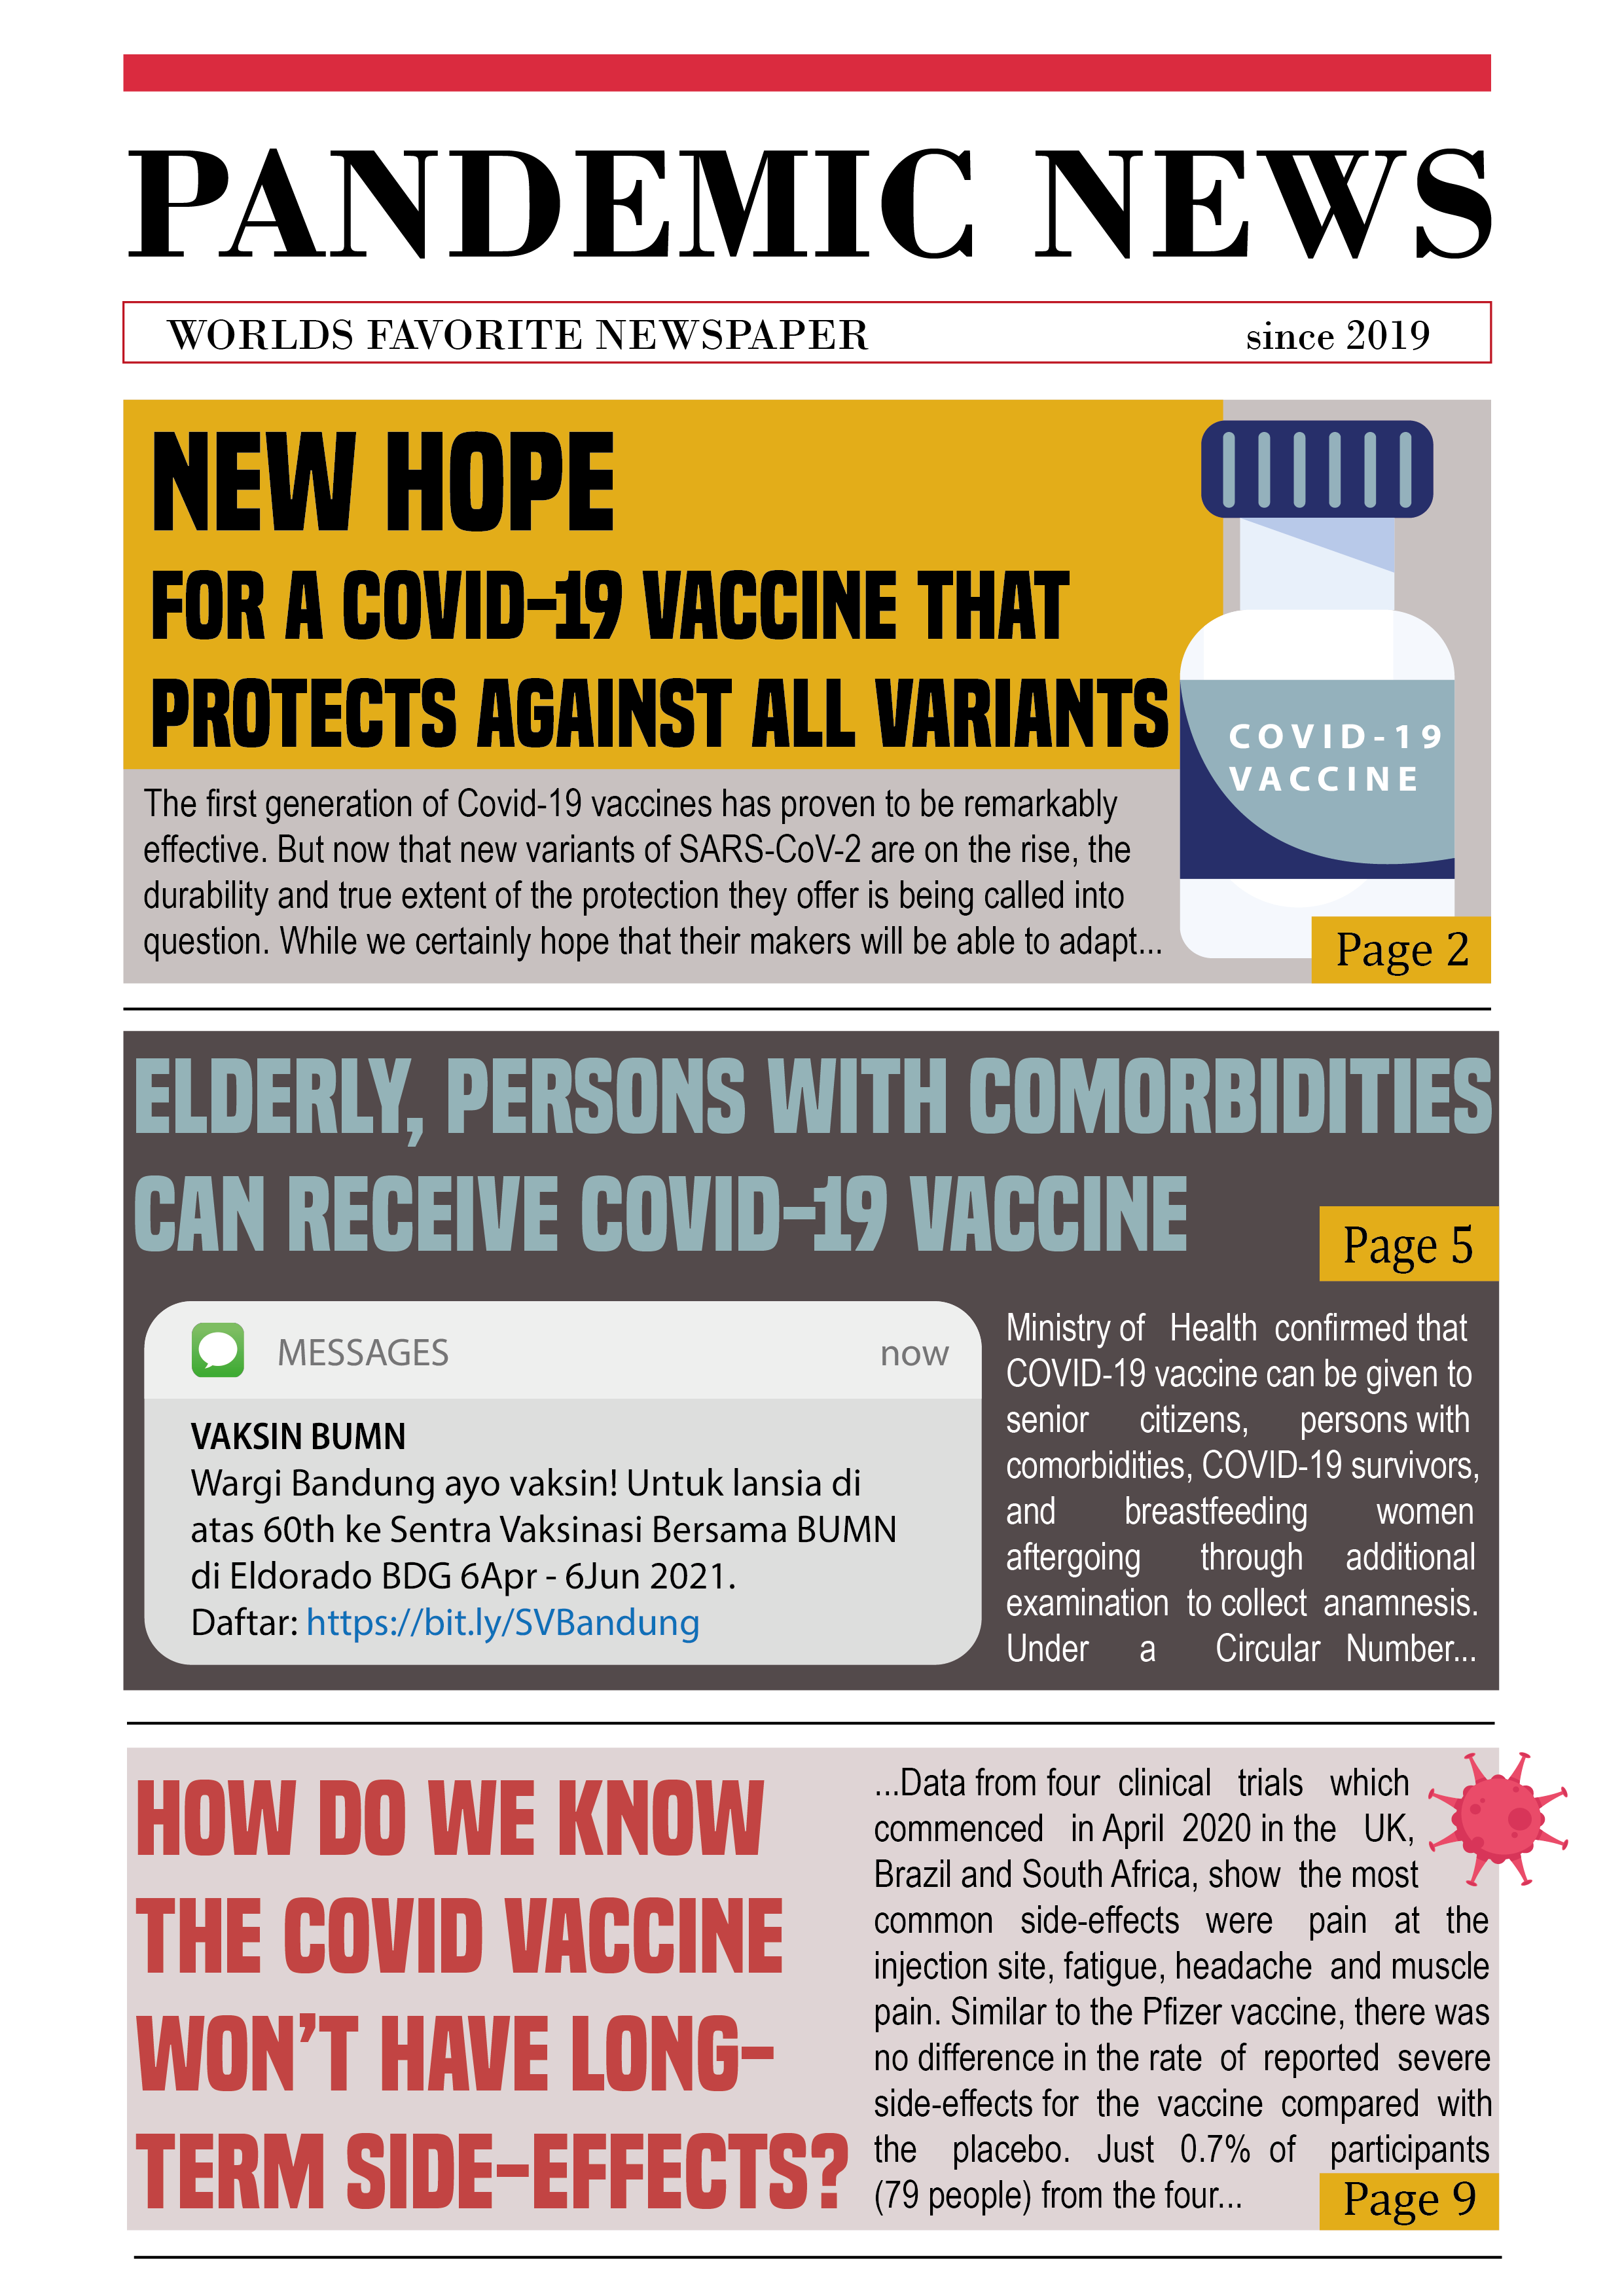 PANDEMIC NEWS
WORLDS FAVORITE NEWSPAPER since 2019
NEW HOPE
FOR A COVID-19 VACCINE THAT
PROTECTS AGAINST ALL VARIANTS
COVID-19
VACCINE
The first generation of Covid-19 vaccines has proven to be remarkably
effective. But now that new variants of SARS-CoV-2 are on the rise, the
durability and true extent of the protection they offer is being called into
question. While we certainly hope that their makers will be able to adapt...
Page 2
ELDERLY, PERSONS WITH COMORBIDITIES
CAN RECEIVE COVID-19 VACCINE
Page 5
MESSAGES now
VAKSIN BUMN
Wargi Bandung ayo vaksin! Untuk lansia di
atas 60th ke Sentra Vaksinasi Bersama BUMN
di Eldorado BDG 6Apr - 6Jun 2021.
Daftar: https://bit.ly/SVBandung
Ministry of Health confirmed that
COVID-19 vaccine can be given to
senior citizens, persons with
comorbidities, COVID-19 survivors,
and breastfeeding women
aftergoing through additional
examination to collect anamnesis.
Under a Circular Number...
HOW DO WE KNOW
THE COVID VACCINE
WON'T HAVE LONG-
TERM SIDE-EFFECTS?
...Data from four clinical trials which
commenced in April 2020 in the UK,
Brazil and South Africa, show the most
common side-effects were pain at the
injection site, fatigue, headache and muscle
pain. Similar to the Pfizer vaccine, there was
no difference in the rate of reported severe
side-effects for the vaccine compared with
the placebo. Just 0.7% of participants
(79 people) from the four...
Page 9